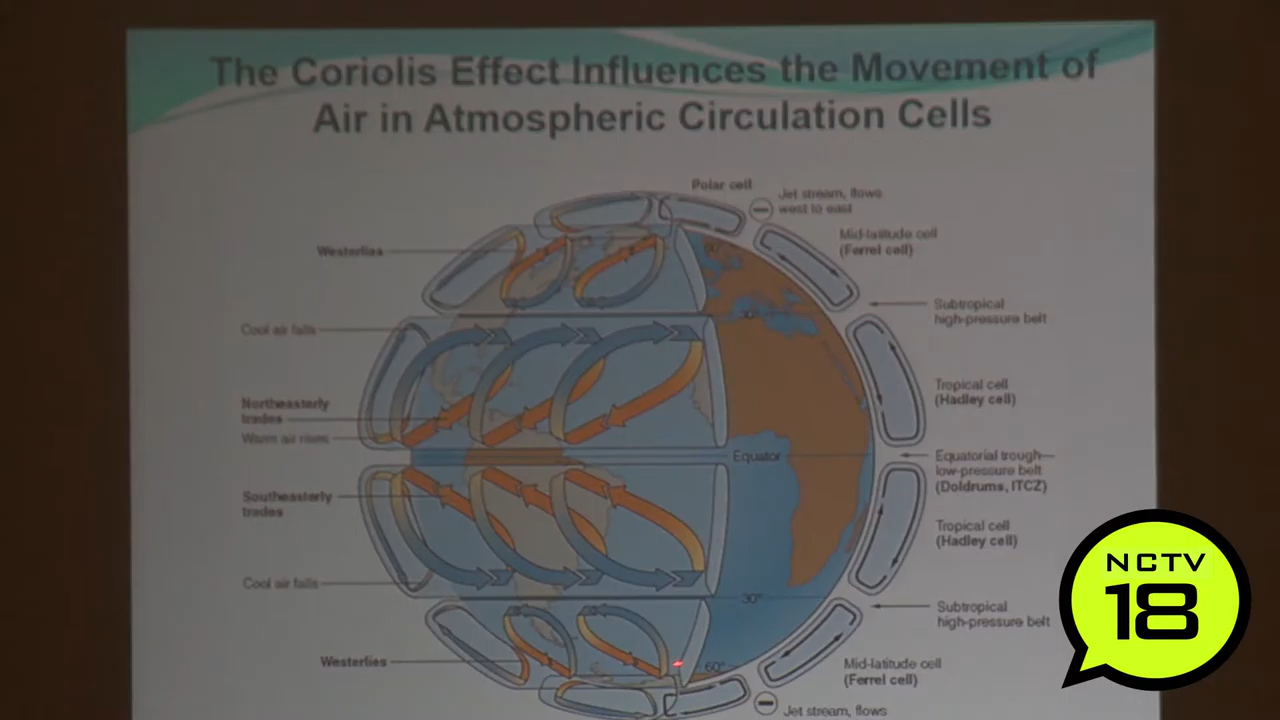 The Coriolis Effect Influences the Movement of
Air in Atmospheric Circulation Cells
Polar cell
Jet stream, flows
west to east
Mid-latitude cell
(Ferrel cell)
Westerlies
Subtropical
high-pressure belt
Cool air falls
Tropical cell
(Hadley cell)
Northeasterly
trades
Warm air rises
Equator
Equatorial trough—
low-pressure belt
(Doldrums, ITCZ)
Southeasterly
trades
Tropical cell
(Hadley cell)
Cool air falls
30°
Subtropical
high-pressure belt
Westerlies
60°
Mid-latitude cell
(Ferrel cell)
Jet stream, flows
NCTV
18